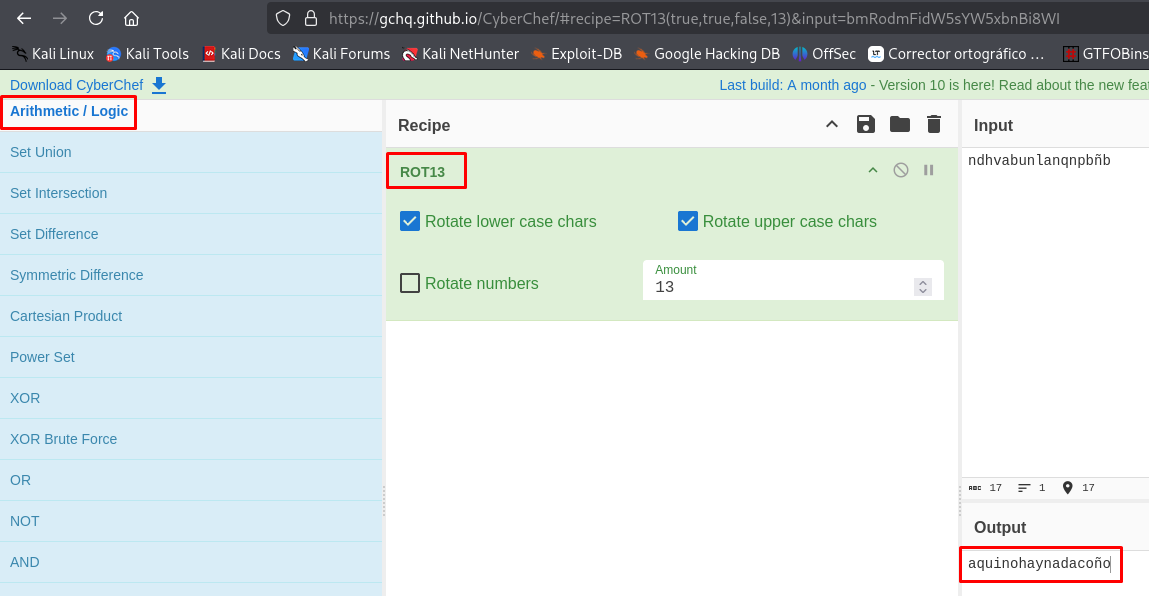 https://gchq.github.io/CyberChef/#recipe=ROT13(true,true,false,13)&input=bmRodmFidW5sYW5xbnBi8WI
Kali Linux Kali Tools Kali Docs Kali Forums Kali NetHunter Exploit-DB Google Hacking DB OffSec Corrector ortográfico … GTFOBins
Download CyberChef Last build: A month ago - Version 10 is here! Read about the new fea
Arithmetic / Logic
Set Union
Set Intersection
Set Difference
Symmetric Difference
Cartesian Product
Power Set
XOR
XOR Brute Force
OR
NOT
AND
Recipe
ROT13
Rotate lower case chars Rotate upper case chars
Rotate numbers
Amount
13
Input
ndhvabunlanqnpbñb
ABC 17 1 17
Output
aquinohaynadacoño